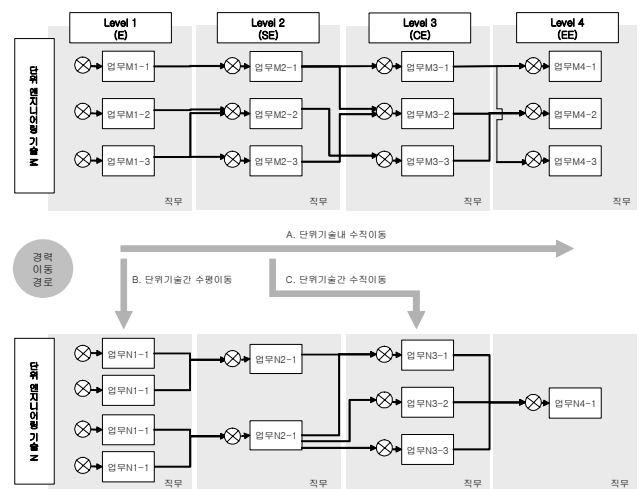 Level 1
(E)
Level 2
(SE)
Level 3
(CE)
Level 4
(EE)
단위 엔지니어링 기술 M
업무M1-1
업무M2-1
업무M3-1
업무M4-1
업무M1-2
업무M2-2
업무M3-2
업무M4-2
업무M1-3
업무M2-3
업무M3-3
업무M4-3
직무
직무
직무
직무
A. 단위기술내 수직이동
경력
이동
경로
B. 단위기술간 수평이동
C. 단위기술간 수직이동
단위 엔지니어링 기술 N
업무N1-1
업무N2-1
업무N3-1
업무N1-1
업무N3-2
업무N4-1
업무N1-1
업무N2-1
업무N3-3
업무N1-1
직무
직무
직무
직무